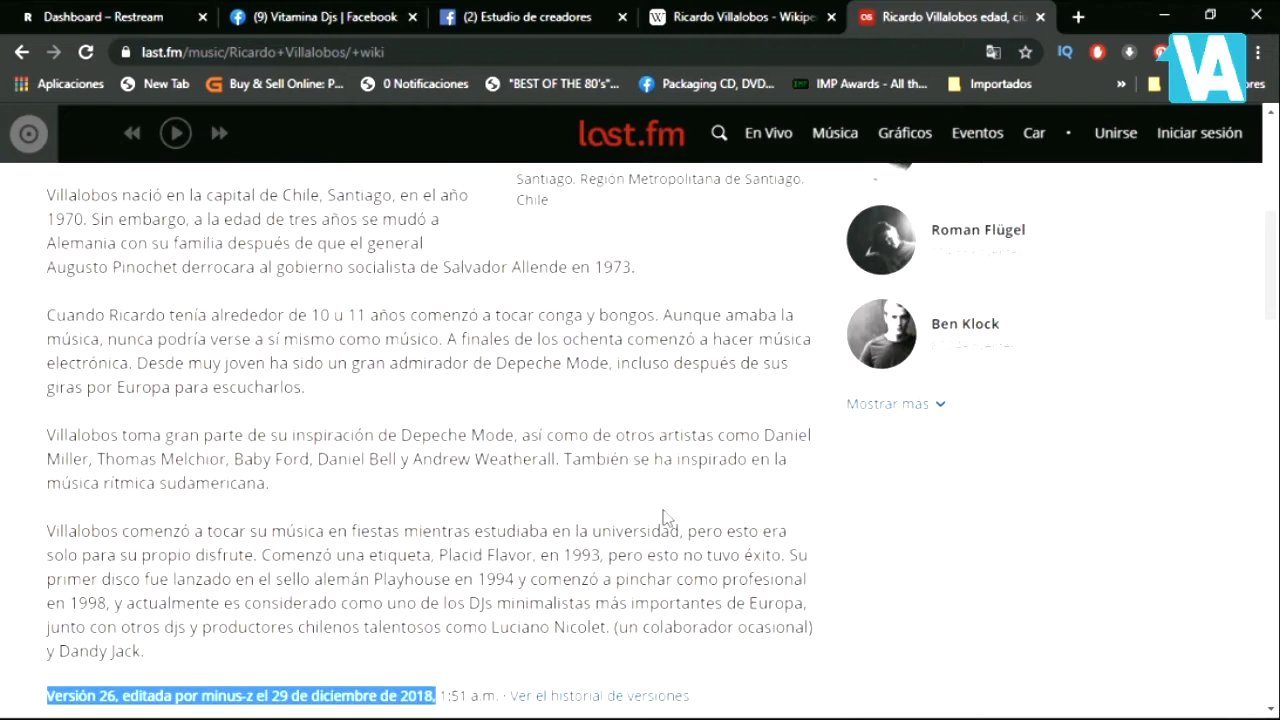 Dashboard – Restream
(9) Vitamina Djs | Facebook
(2) Estudio de creadores
Ricardo Villalobos - Wikipe
Ricardo Villalobos edad, ciu
last.fm/music/Ricardo+Villalobos/+wiki
IQ
VA
Aplicaciones
New Tab
Buy & Sell Online: P...
0 Notificaciones
"BEST OF THE 80's"...
Packaging CD, DVD...
IMP Awards - All th...
Importados
»
ores
last.fm
En Vivo
Música
Gráficos
Eventos
Car
·
Unirse
Iniciar sesión
Santiago. Región Metropolitana de Santiago.
Chile
Villalobos nació en la capital de Chile, Santiago, en el año
1970. Sin embargo, a la edad de tres años se mudó a
Alemania con su familia después de que el general
Augusto Pinochet derrocara al gobierno socialista de Salvador Allende en 1973.
Cuando Ricardo tenía alrededor de 10 u 11 años comenzó a tocar conga y bongos. Aunque amaba la
música, nunca podría verse a sí mismo como músico. A finales de los ochenta comenzó a hacer música
electrónica. Desde muy joven ha sido un gran admirador de Depeche Mode, incluso después de sus
giras por Europa para escucharlos.
Villalobos toma gran parte de su inspiración de Depeche Mode, así como de otros artistas como Daniel
Miller, Thomas Melchior, Baby Ford, Daniel Bell y Andrew Weatherall. También se ha inspirado en la
música rítmica sudamericana.
Villalobos comenzó a tocar su música en fiestas mientras estudiaba en la universidad, pero esto era
solo para su propio disfrute. Comenzó una etiqueta, Placid Flavor, en 1993, pero esto no tuvo éxito. Su
primer disco fue lanzado en el sello alemán Playhouse en 1994 y comenzó a pinchar como profesional
en 1998, y actualmente es considerado como uno de los DJs minimalistas más importantes de Europa,
junto con otros djs y productores chilenos talentosos como Luciano Nicolet. (un colaborador ocasional)
y Dandy Jack.
Versión 26, editada por minus-z el 29 de diciembre de 2018, 1:51 a.m. · Ver el historial de versiones
Roman Flügel
Ben Klock
Mostrar mas